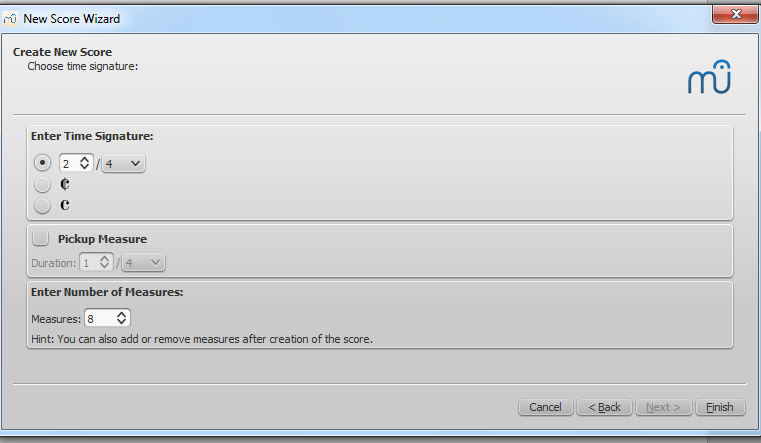 New Score Wizard
Create New Score
Choose time signature:
Enter Time Signature:
2 / 4
¢
c
Pickup Measure
Duration: 1 / 4
Enter Number of Measures:
Measures: 8
Hint: You can also add or remove measures after creation of the score.
Cancel < Back Next > Finish